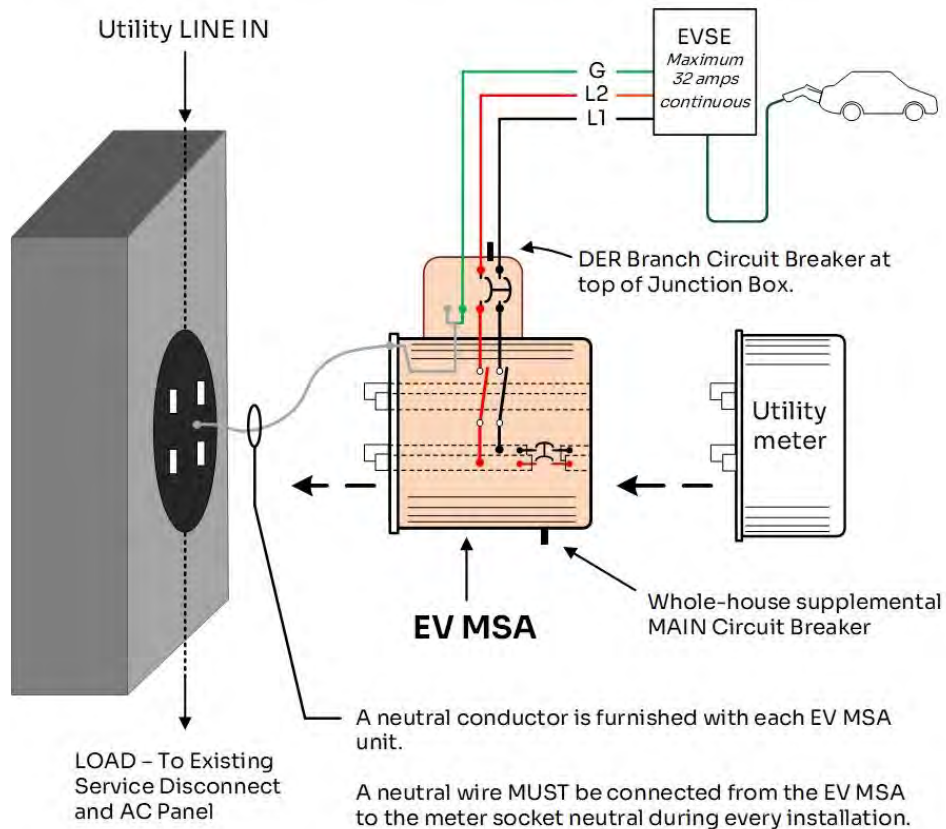 Utility LINE IN
EVSE
Maximum
32 amps
continuous
G
L2
L1
DER Branch Circuit Breaker at
top of Junction Box.
Utility
meter
EV MSA
Whole-house supplemental
MAIN Circuit Breaker
A neutral conductor is furnished with each EV MSA
unit.
LOAD – To Existing
Service Disconnect
and AC Panel
A neutral wire MUST be connected from the EV MSA
to the meter socket neutral during every installation.